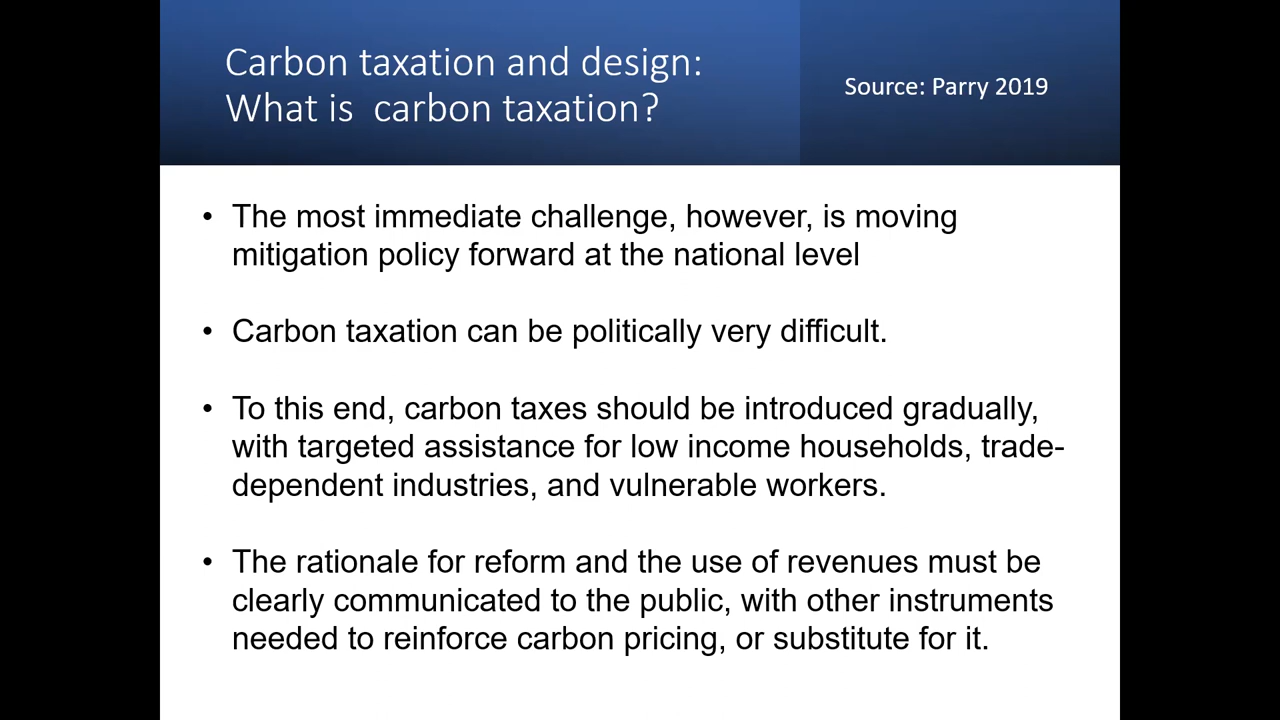 Carbon taxation and design:
What is  carbon taxation?
Source: Parry 2019
• The most immediate challenge, however, is moving
mitigation policy forward at the national level
• Carbon taxation can be politically very difficult.
• To this end, carbon taxes should be introduced gradually,
with targeted assistance for low income households, trade-
dependent industries, and vulnerable workers.
• The rationale for reform and the use of revenues must be
clearly communicated to the public, with other instruments
needed to reinforce carbon pricing, or substitute for it.